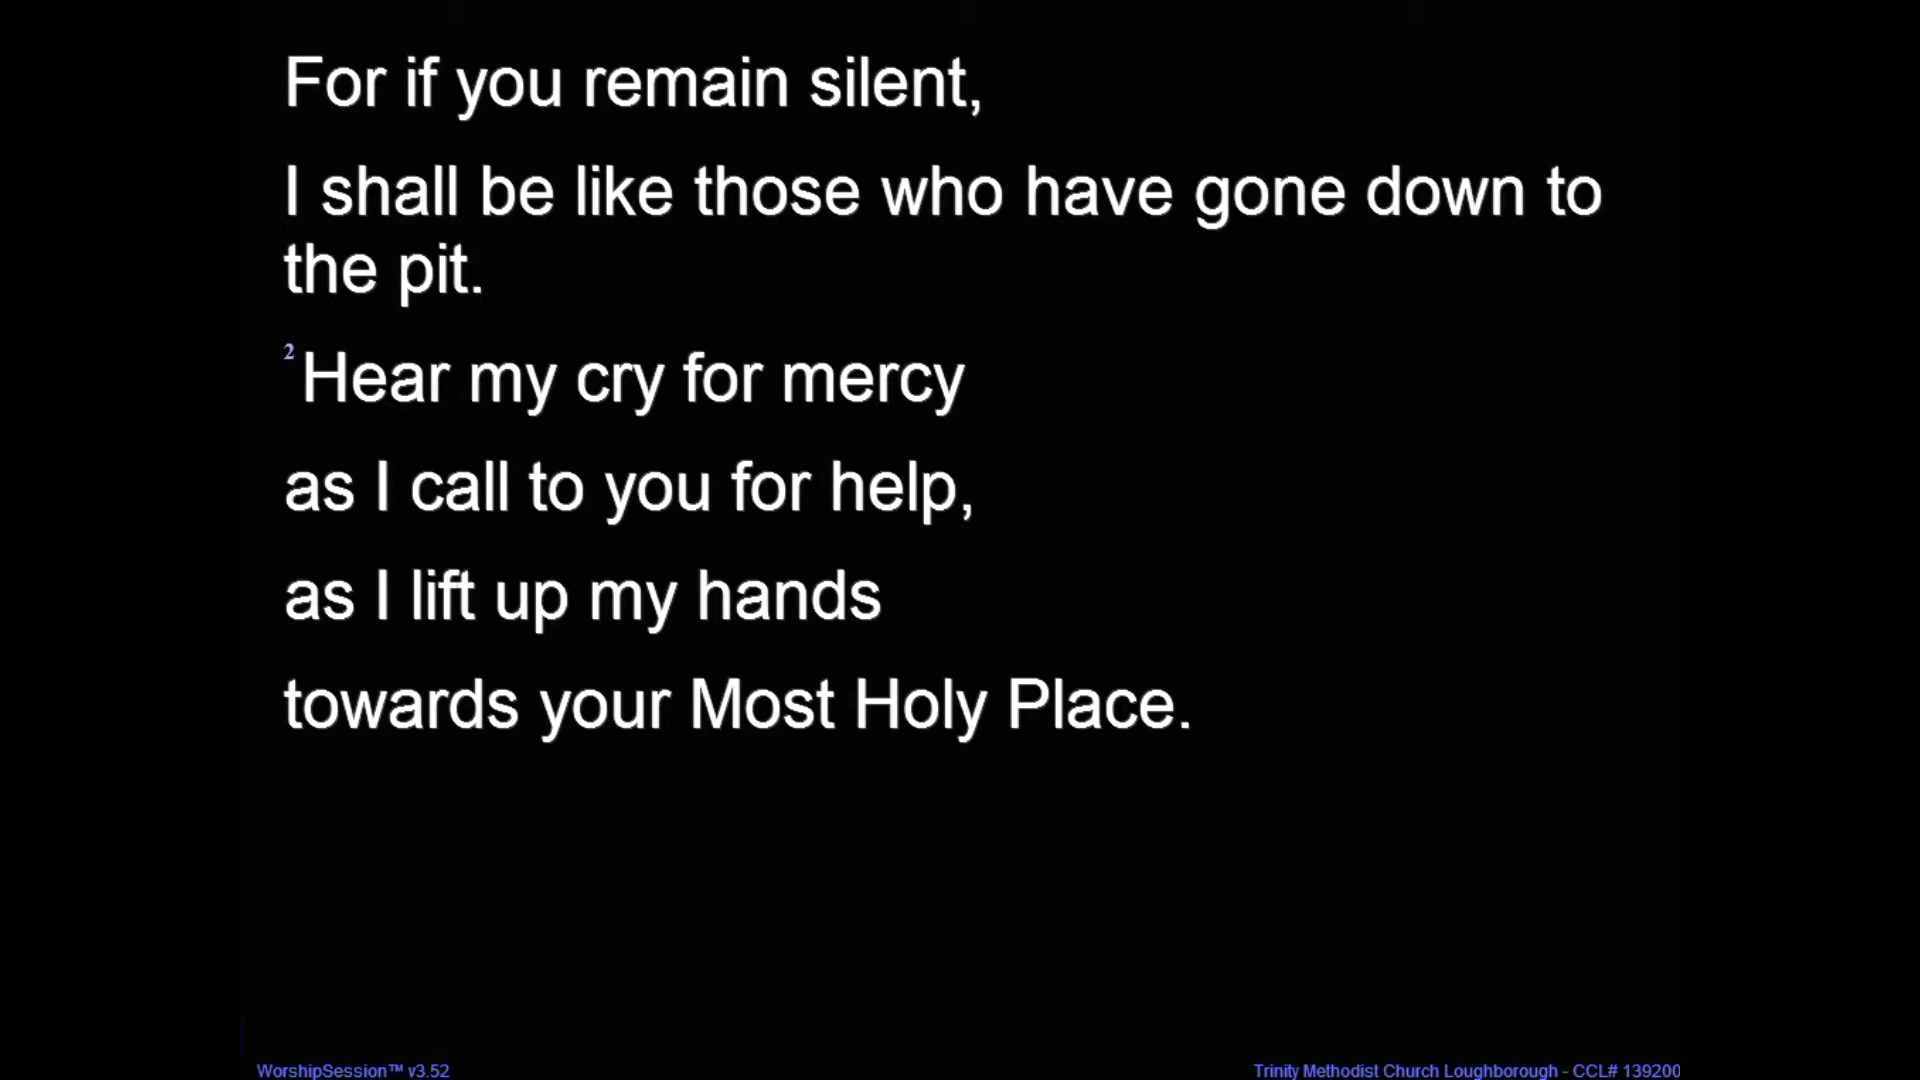 For if you remain silent,
I shall be like those who have gone down to
the pit.
2 Hear my cry for mercy
as I call to you for help,
as I lift up my hands
towards your Most Holy Place.
WorshipSession™ v3.52
Trinity Methodist Church Loughborough - CCL# 139200